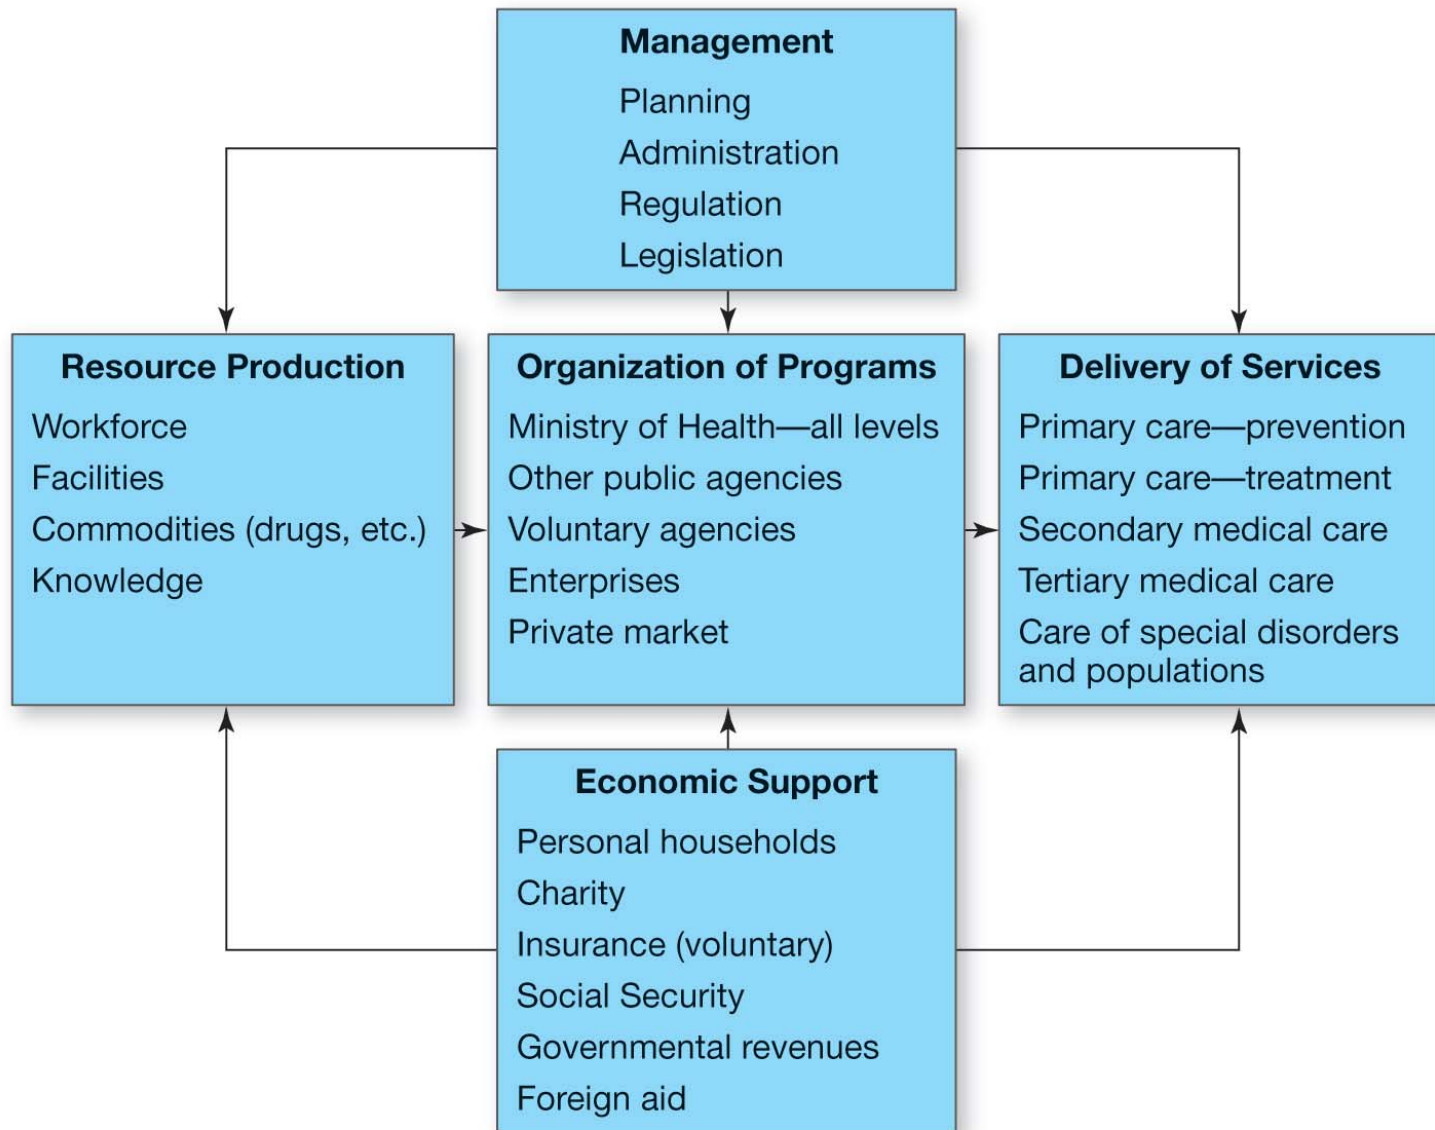 Management
Planning
Administration
Regulation
Legislation
Resource Production
Workforce
Facilities
Commodities (drugs, etc.)
Knowledge
Organization of Programs
Ministry of Health—all levels
Other public agencies
Voluntary agencies
Enterprises
Private market
Delivery of Services
Primary care—prevention
Primary care—treatment
Secondary medical care
Tertiary medical care
Care of special disorders
and populations
Economic Support
Personal households
Charity
Insurance (voluntary)
Social Security
Governmental revenues
Foreign aid